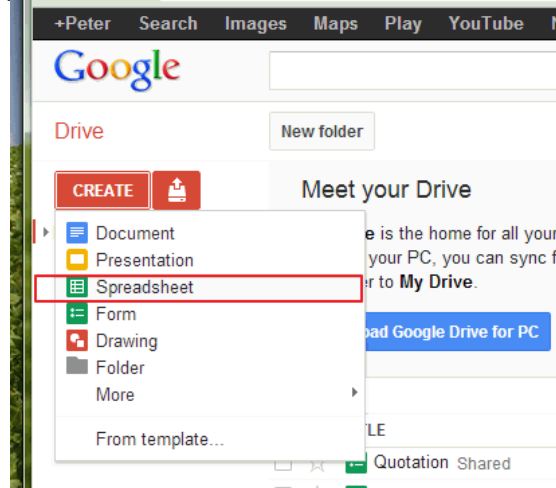 +Peter Search Images Maps Play YouTube
Google
Drive
New folder
CREATE
Meet your Drive
e is the home for all your
your PC, you can sync f
r to My Drive.
oad Google Drive for PC
Document
Presentation
Spreadsheet
Form
Drawing
Folder
More
From template...
LE
Quotation Shared